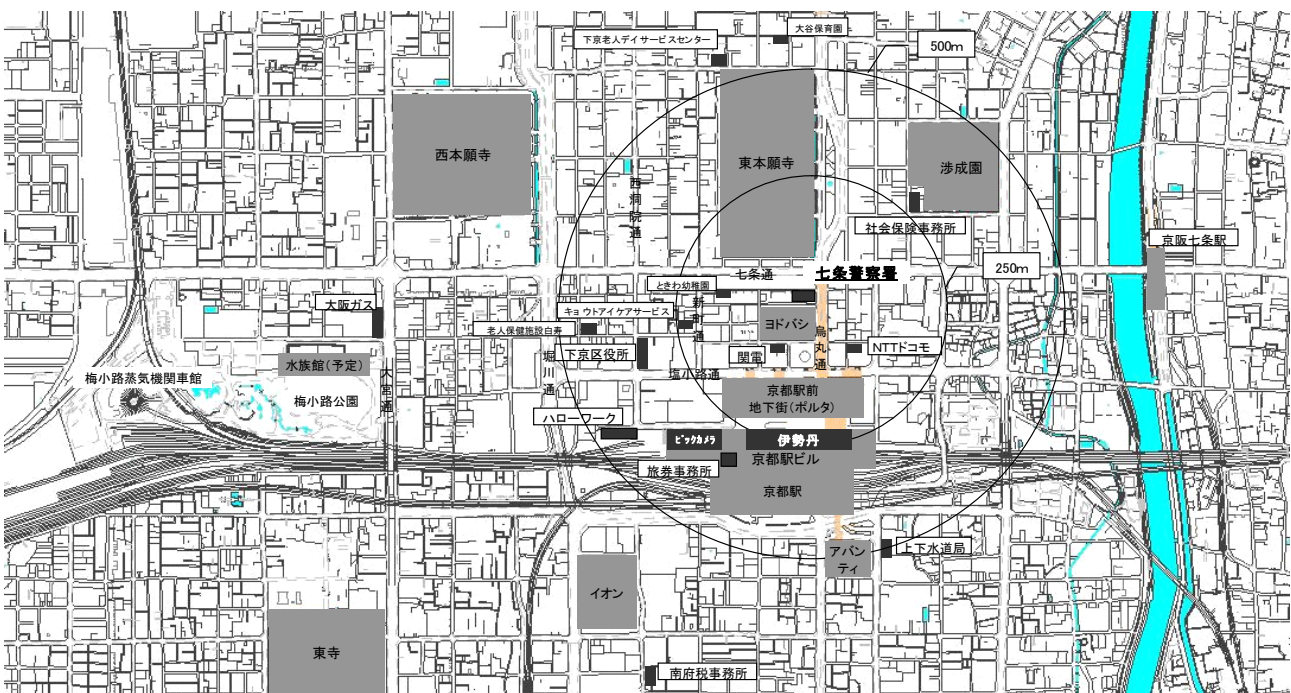 大谷保育園
下京老人デイサービスセンター
500m
西本願寺
東本願寺
渉成園
西洞院通
社会保険事務所
京阪七条駅
七条通
七条警察署
250m
ときわ幼稚園
新町通
大阪ガス
キョウトアイケアサービス
ヨドバシ
烏丸通
老人保健施設白寿
下京区役所
関電
NTTドコモ
堀川通
水族館(予定)
塩小路通
大宮通
梅小路蒸気機関車館
梅小路公園
京都駅前
地下街(ポルタ)
ハローワーク
ビックカメラ
伊勢丹
京都駅ビル
旅券事務所
京都駅
アバン
ティ
上下水道局
イオン
東寺
南府税事務所